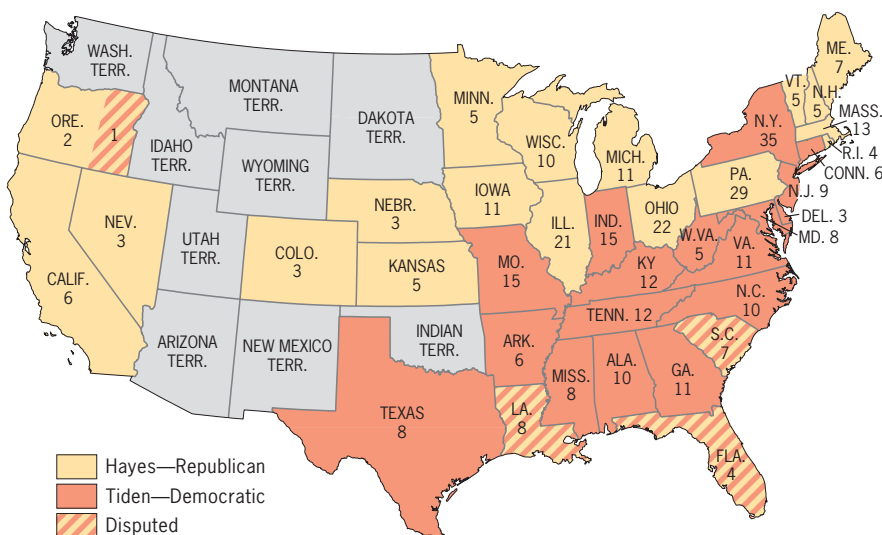 WASH.
TERR.
MONTANA
TERR.
DAKOTA
TERR.
MINN.
5
ORE.
2
1
IDAHO
TERR.
WYOMING
TERR.
WISC.
10
MICH.
11
ME.
7
VT.
5
N.H.
5
MASS.
13
N.Y.
35
R.I. 4
CONN. 6
PA.
29
N.J. 9
DEL. 3
MD. 8
NEV.
3
CALIF.
6
UTAH
TERR.
COLO.
3
NEBR.
3
KANSAS
5
IOWA
11
ILL.
21
IND.
15
OHIO
22
W.VA.
5
VA.
11
MO.
15
KY
12
N.C.
10
TENN. 12
S.C.
7
ARIZONA
TERR.
NEW MEXICO
TERR.
INDIAN
TERR.
ARK.
6
MISS.
8
ALA.
10
GA.
11
TEXAS
8
LA.
8
FLA.
4
Hayes—Republican
Tiden—Democratic
Disputed